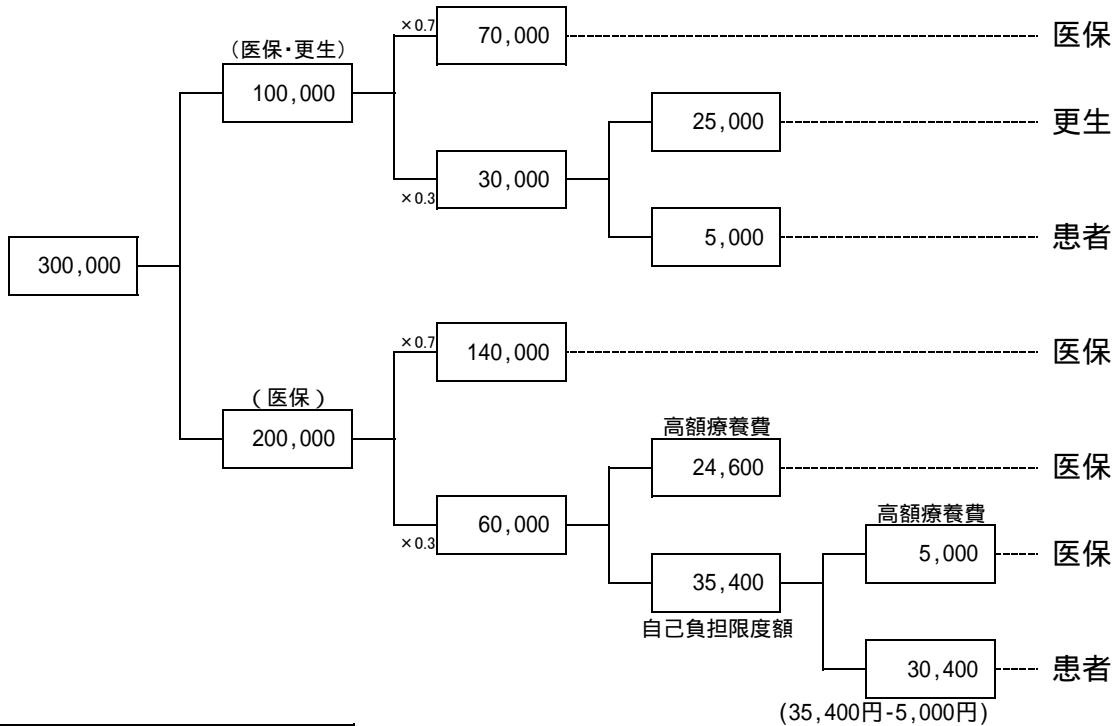 ×0.7
70,000
医保
(医保・更生)
100,000
25,000
更生
×0.3
30,000
5,000
患者
300,000
×0.7
140,000
医保
(医保)
200,000
高額療養費
24,600
医保
×0.3
60,000
高額療養費
5,000
医保
35,400
自己負担限度額
30,400
患者
(35,400円-5,000円)